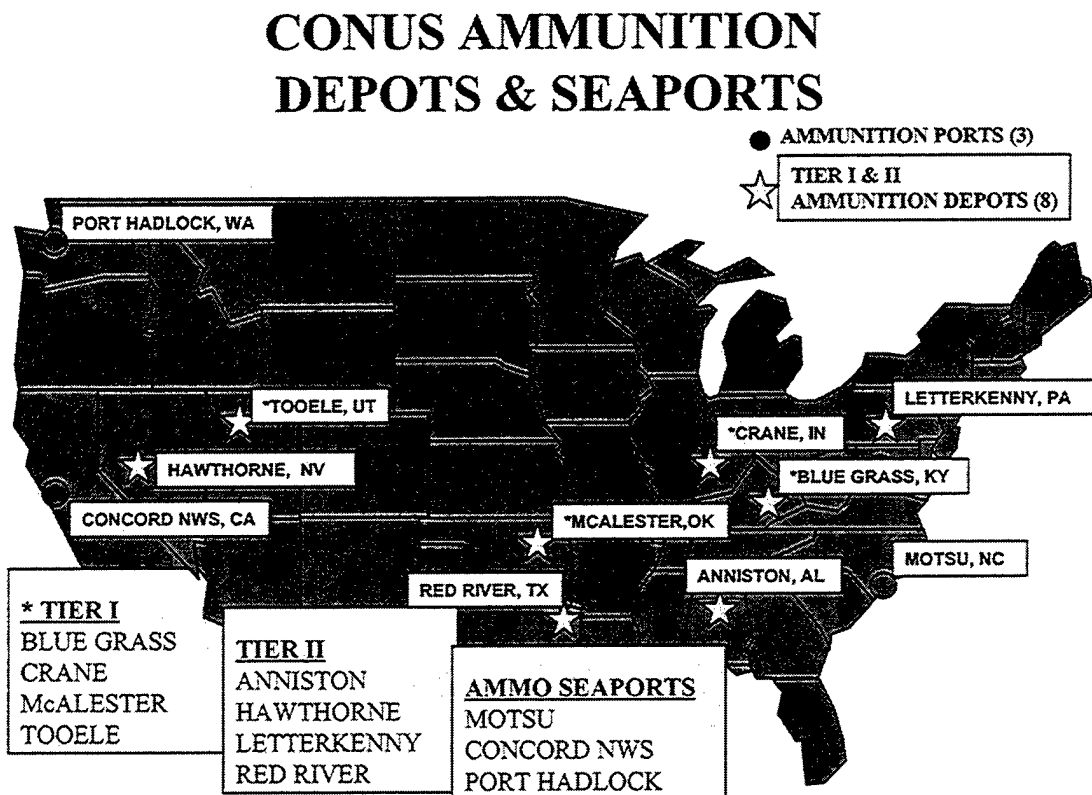 CONUS AMMUNITION
DEPOTS & SEAPORTS
AMMUNITION PORTS (3)
TIER I & II
AMMUNITION DEPOTS (8)
PORT HADLOCK, WA
*TOOELE, UT
LETTERKENNY, PA
*CRANE, IN
HAWTHORNE, NV
*BLUE GRASS, KY
CONCORD NWS, CA
*MCALESTER,OK
MOTSU, NC
RED RIVER, TX
ANNISTON, AL
* TIER I
BLUE GRASS
CRANE
McALESTER
TOOELE
TIER II
ANNISTON
HAWTHORNE
LETTERKENNY
RED RIVER
AMMO SEAPORTS
MOTSU
CONCORD NWS
PORT HADLOCK